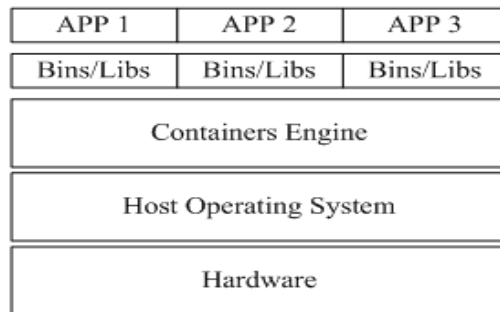 APP 1 APP 2 APP 3
Bins/Libs Bins/Libs Bins/Libs
Containers Engine
Host Operating System
Hardware